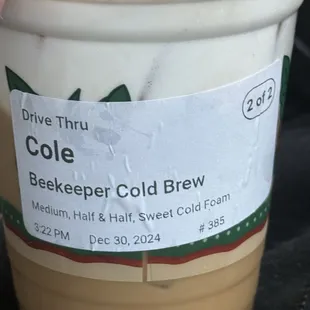 2 of 2
Drive Thru
Cole
Beekeeper Cold Brew
Medium, Half & Half, Sweet Cold Foam
3:22 PM Dec 30, 2024 # 385